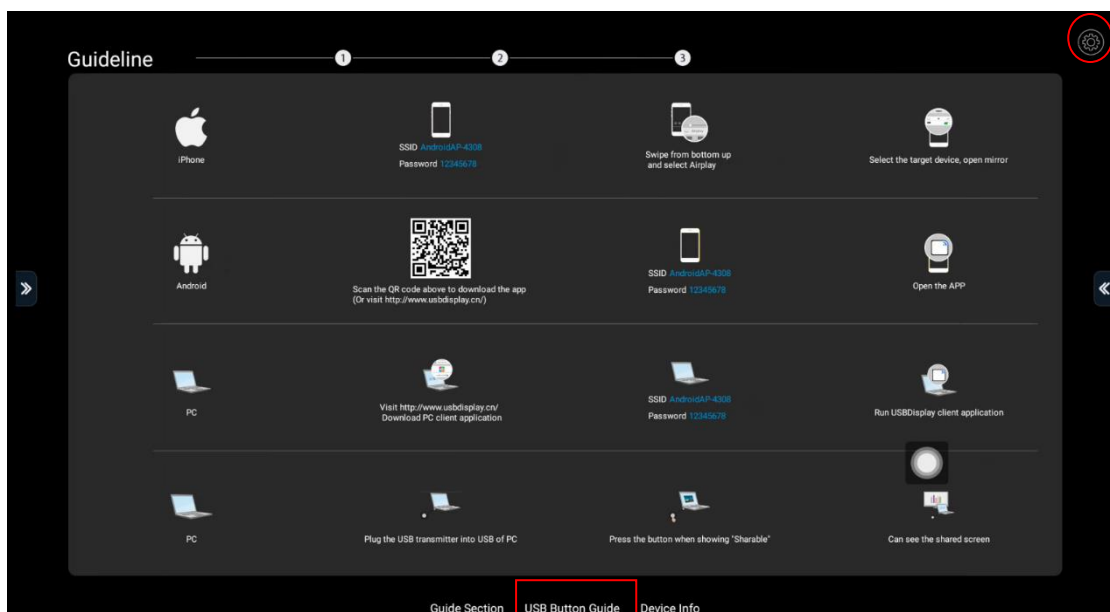 Guideline
1
2
3
iPhone
SSID AndroidAP-4308
Password 12345678
Swipe from bottom up
and select Airplay
Select the target device, open mirror
Android
Scan the QR code above to download the app
(Or visit http://www.usbdisplay.cn/)
SSID AndroidAP-4308
Password 12345678
Open the APP
PC
Visit http://www.usbdisplay.cn/
Download PC client application
SSID AndroidAP-4308
Password 12345678
Run USBDisplay client application
PC
Plug the USB transmitter into USB of PC
Press the button when showing "Sharable"
Can see the shared screen
Guide Section
USB Button Guide
Device Info